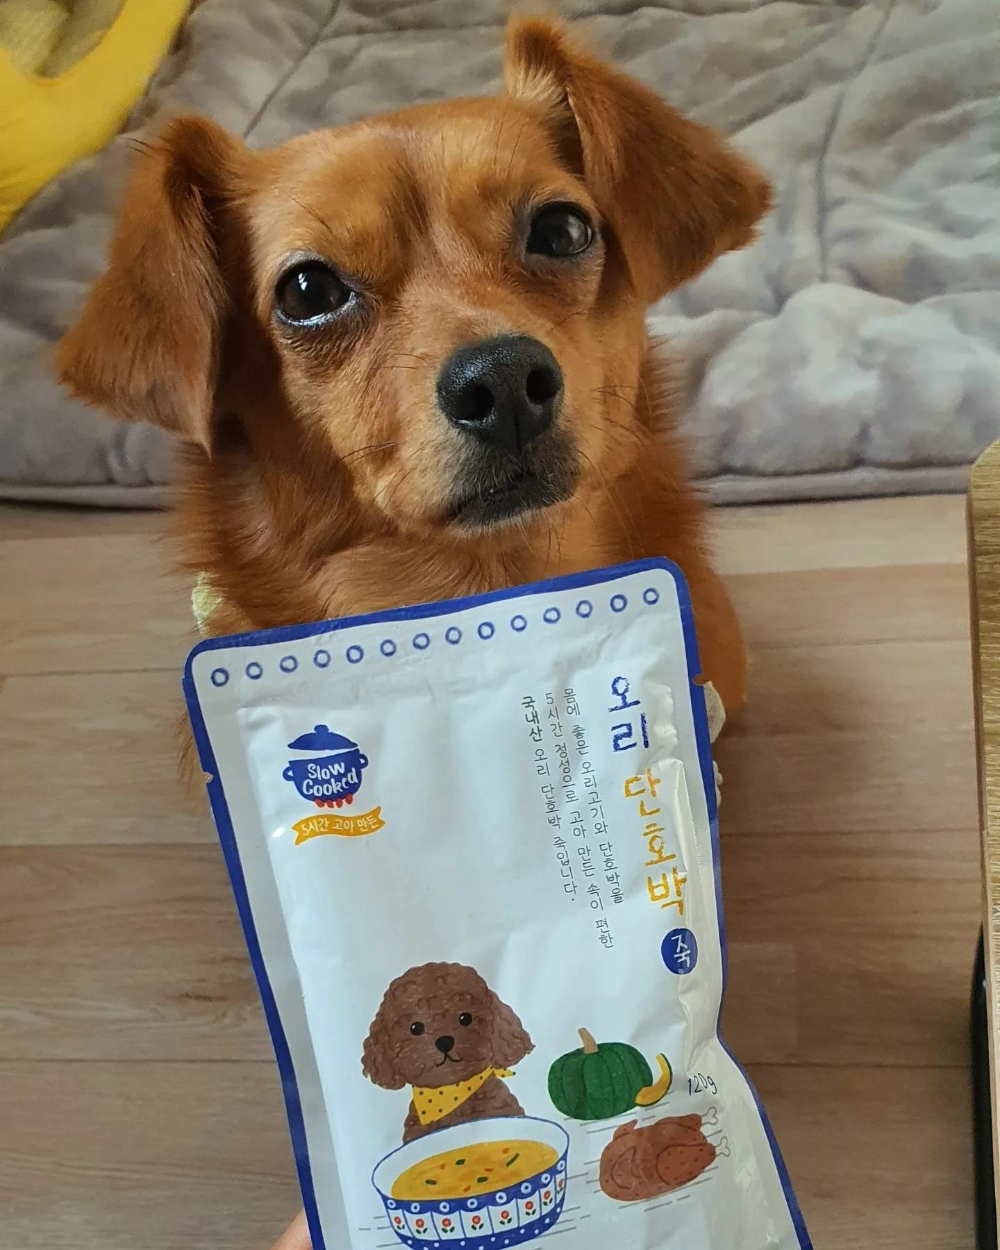 Slow
Cooked
5시간 고아 만든
오리
단호박
죽
몸에 좋은 오리고기와 단호박을
5시간 정성으로 고아 만든 속이 편한
국내산 오리 단호박 죽입니다.
120g